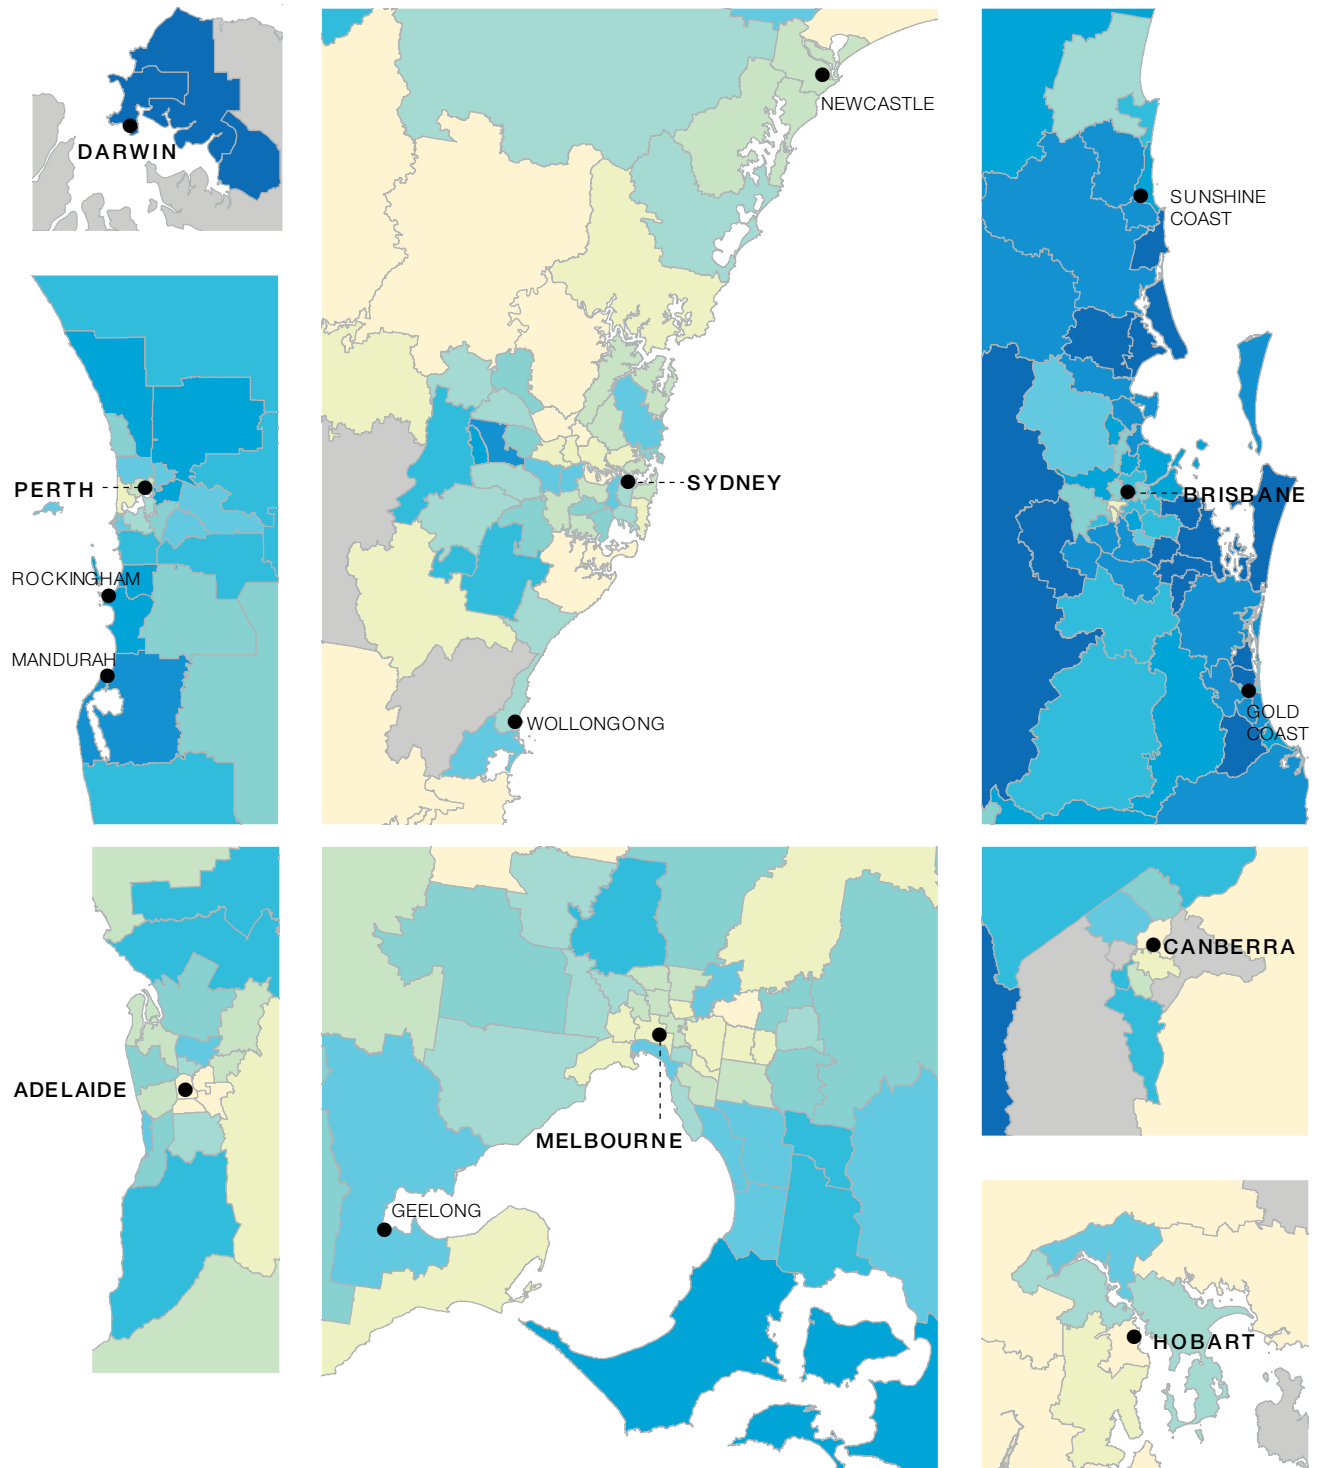 NEWCASTLE
DARWIN
SUNSHINE
COAST
PERTH
SYDNEY
BRISBANE
ROCKINGHAM
MANDURAH
WOLLONGONG
GOLD
COAST
CANBERRA
ADELAIDE
MELBOURNE
GEELONG
HOBART